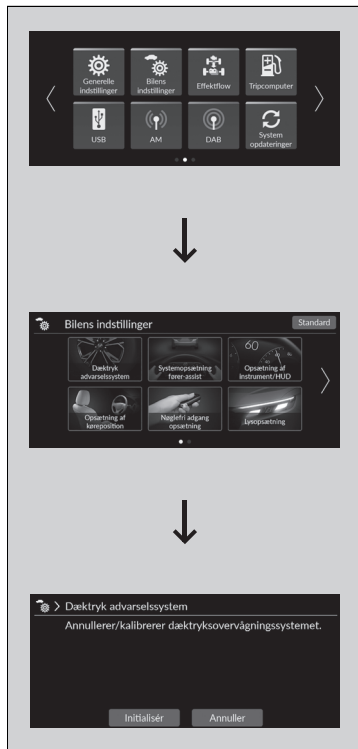 Generelle
indstillinger
Bilens
indstillinger
Effektflow
Tripcomputer
USB
AM
DAB
System
opdateringer
Bilens indstillinger
Standard
Dæktryk
advarselssystem
Systemopsætning
fører-assist
60
Opsætning af
instrument/HUD
Opsætning af
køreposition
Nøglefri adgang
opsætning
Lysopsætning
Dæktryk advarselssystem
Annullerer/kalibrerer dæktryksovervågningssystemet.
Initialisér
Annuller